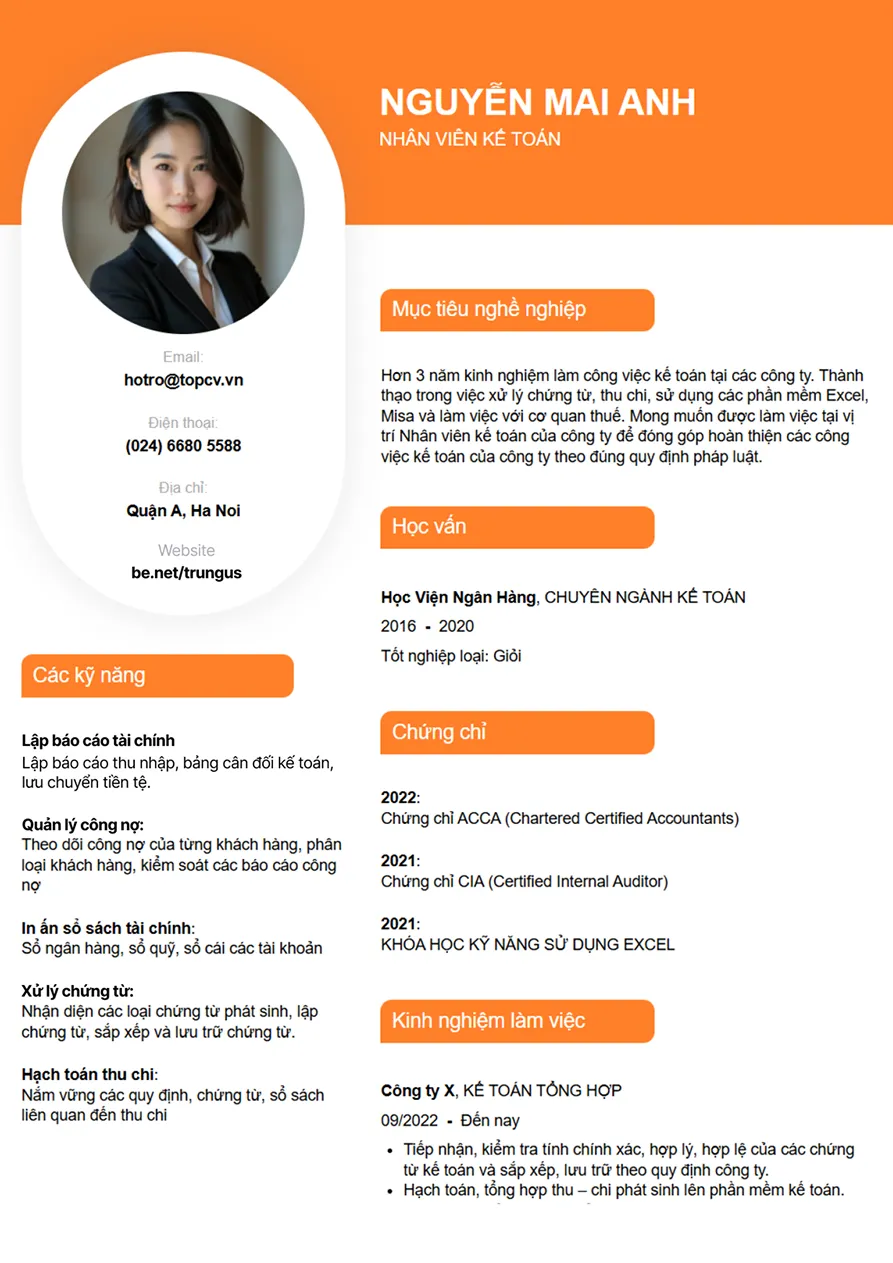 NGUYỄN MAI ANH
NHÂN VIÊN KẾ TOÁN
Email:
hotro@topcv.vn
Điện thoại:
(024) 6680 5588
Địa chỉ:
Quận A, Ha Noi
Website
be.net/trungus
Các kỹ năng
Lập báo cáo tài chính
Lập báo cáo thu nhập, bảng cân đối kế toán,
lưu chuyển tiền tệ.
Quản lý công nợ:
Theo dõi công nợ của từng khách hàng, phân
loại khách hàng, kiểm soát các báo cáo công
nợ
In ấn sổ sách tài chính:
Sổ ngân hàng, sổ quỹ, sổ cái các tài khoản
Xử lý chứng từ:
Nhận diện các loại chứng từ phát sinh, lập
chứng từ, sắp xếp và lưu trữ chứng từ.
Hạch toán thu chi:
Nắm vững các quy định, chứng từ, sổ sách
liên quan đến thu chi
Mục tiêu nghề nghiệp
Hơn 3 năm kinh nghiệm làm công việc kế toán tại các công ty. Thành
thạo trong việc xử lý chứng từ, thu chi, sử dụng các phần mềm Excel,
Misa và làm việc với cơ quan thuế. Mong muốn được làm việc tại vị
trí Nhân viên kế toán của công ty để đóng góp hoàn thiện các công
việc kế toán của công ty theo đúng quy định pháp luật.
Học vấn
Học Viện Ngân Hàng, CHUYÊN NGÀNH KẾ TOÁN
2016 - 2020
Tốt nghiệp loại: Giỏi
Chứng chỉ
2022:
Chứng chỉ ACCA (Chartered Certified Accountants)
2021:
Chứng chỉ CIA (Certified Internal Auditor)
2021:
KHÓA HỌC KỸ NĂNG SỬ DỤNG EXCEL
Kinh nghiệm làm việc
Công ty X, KẾ TOÁN TỔNG HỢP
09/2022 - Đến nay
• Tiếp nhận, kiểm tra tính chính xác, hợp lý, hợp lệ của các chứng
từ kế toán và sắp xếp, lưu trữ theo quy định công ty.
• Hạch toán, tổng hợp thu – chi phát sinh lên phần mềm kế toán.